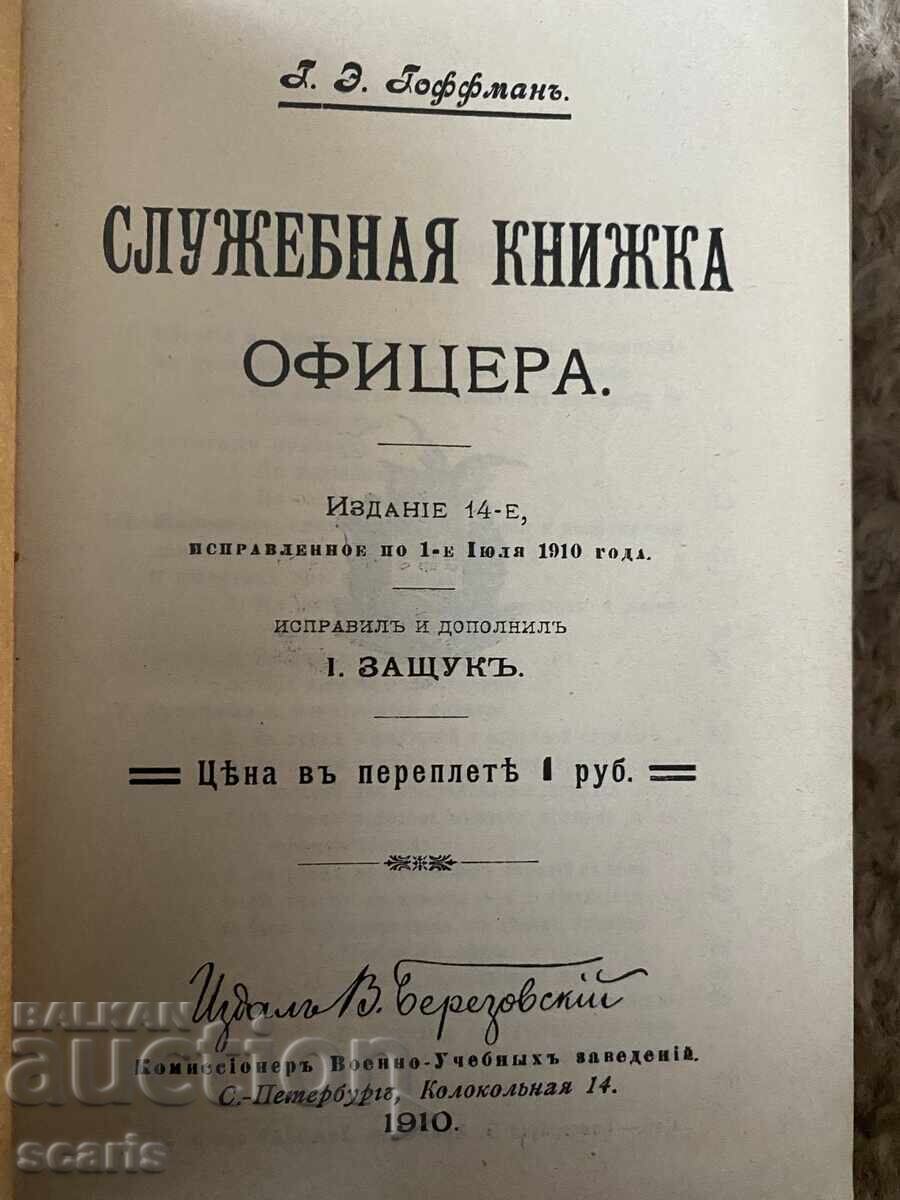 Г. Э. Гоффманъ.
СЛУЖЕБНАЯ КНИЖКА
ОФИЦЕРА.
Изданіе 14-е,
исправленное по 1-е Іюля 1910 года.
исправилъ и дополнилъ
І. ЗАЩУКЪ.
Цѣна въ переплетѣ 1 руб.
Издалъ В. Березовскій
Комиссіонеръ Военно-Учебныхъ заведеній.
С.-Петербургъ, Колокольная 14.
1910.
BALKAN
auction
scaris